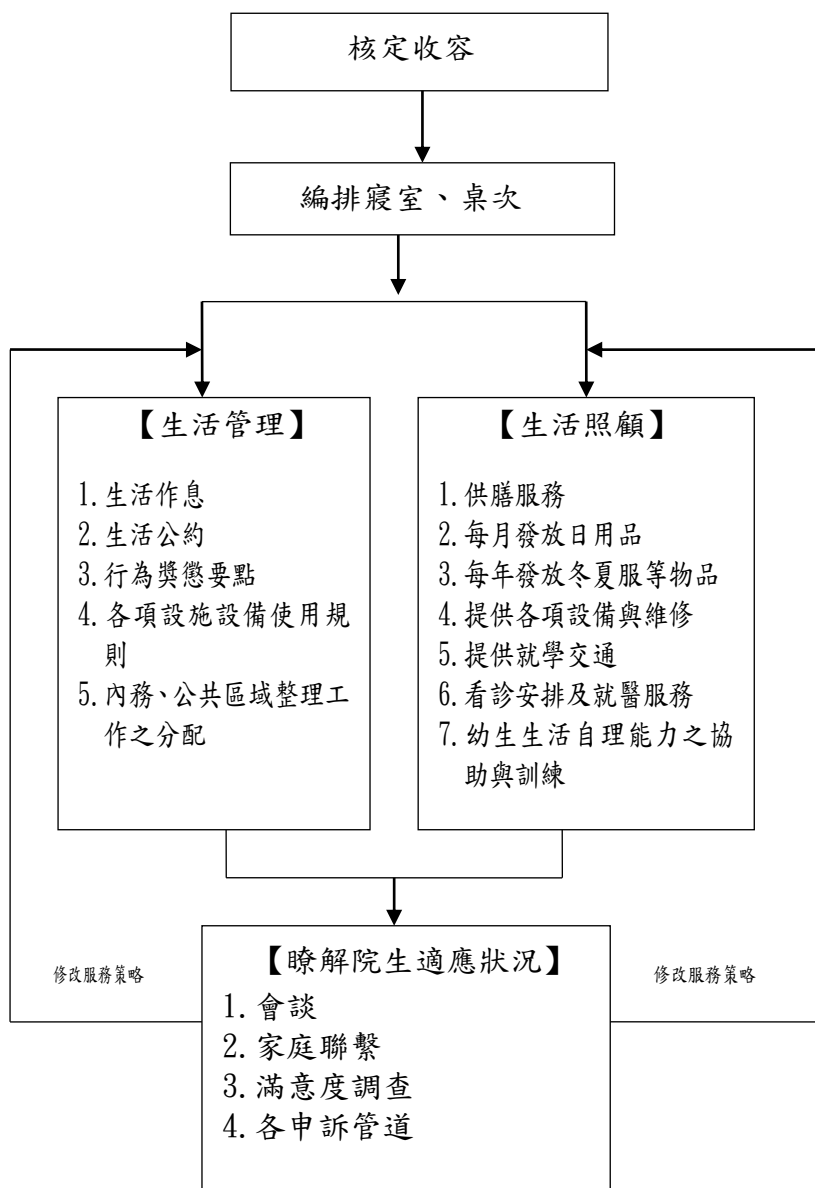 核定收容
編排寢室、桌次
【生活管理】
1.生活作息
2.生活公約
3.行為獎懲要點
4.各項設施設備使用規
則
5.內務、公共區域整理工
作之分配
【生活照顧】
1.供膳服務
2.每月發放日用品
3.每年發放冬夏服等物品
4.提供各項設備與維修
5.提供就學交通
6.看診安排及就醫服務
7.幼生生活自理能力之協
助與訓練
修改服務策略
【瞭解院生適應狀況】
1.會談
2.家庭聯繫
3.滿意度調查
4.各申訴管道
修改服務策略